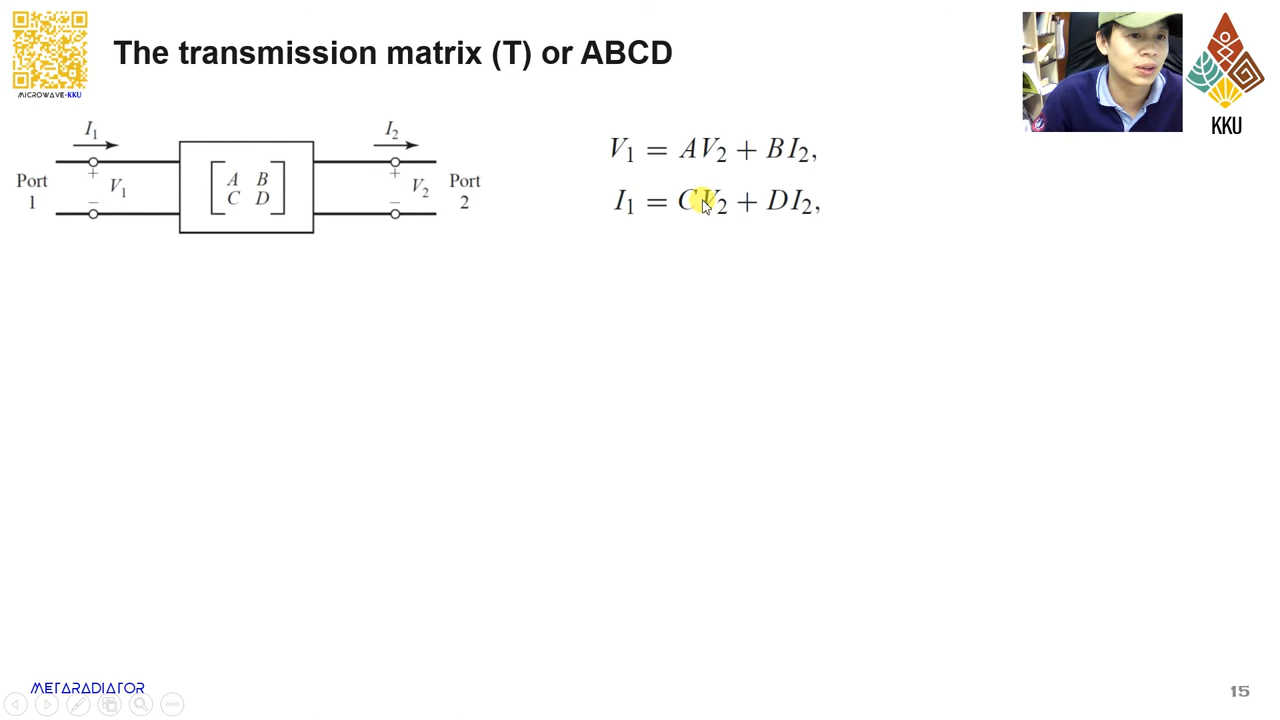 The transmission matrix (T) or ABCD
MICROWAVE-KKU
KKU
I₁
I₂
Port
1
+
V₁
−
A B
C D
+
V₂
−
Port
2
V₁ = AV₂ + BI₂,
I₁ = CV₂ + DI₂,
METARADIATOR
15